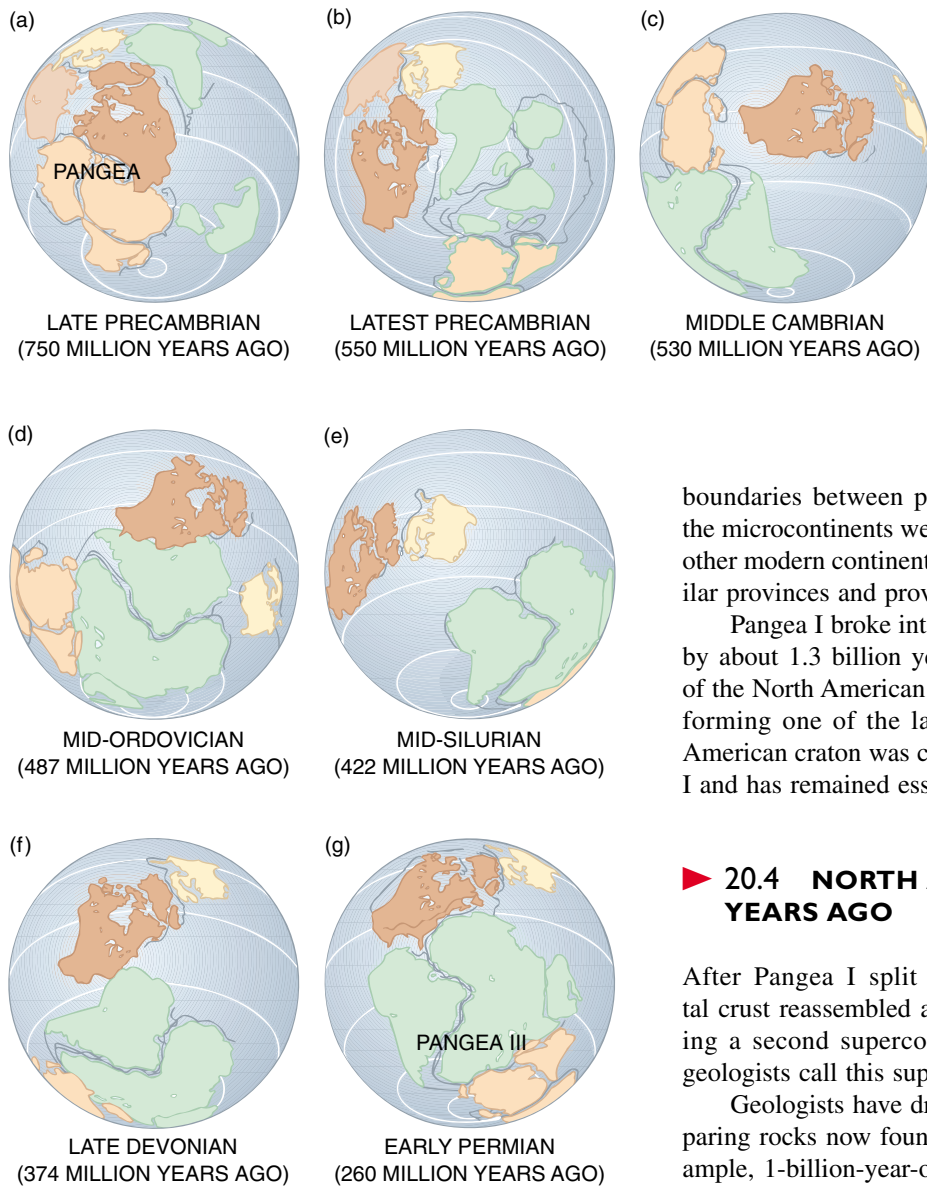 (a)
PANGEA
LATE PRECAMBRIAN
(750 MILLION YEARS AGO)
(b)
LATEST PRECAMBRIAN
(550 MILLION YEARS AGO)
(c)
MIDDLE CAMBRIAN
(530 MILLION YEARS AGO)
(d)
MID-ORDOVICIAN
(487 MILLION YEARS AGO)
(e)
MID-SILURIAN
(422 MILLION YEARS AGO)
(f)
LATE DEVONIAN
(374 MILLION YEARS AGO)
(g)
PANGEA III
EARLY PERMIAN
(260 MILLION YEARS AGO)
boundaries between p
the microcontinents we
other modern continent
ilar provinces and prov
Pangea I broke int
by about 1.3 billion ye
of the North American
forming one of the la
American craton was c
I and has remained ess
20.4 NORTH A
YEARS AGO
After Pangea I split
tal crust reassembled a
ing a second superco
geologists call this sup
Geologists have dr
paring rocks now foun
ample, 1-billion-year-o